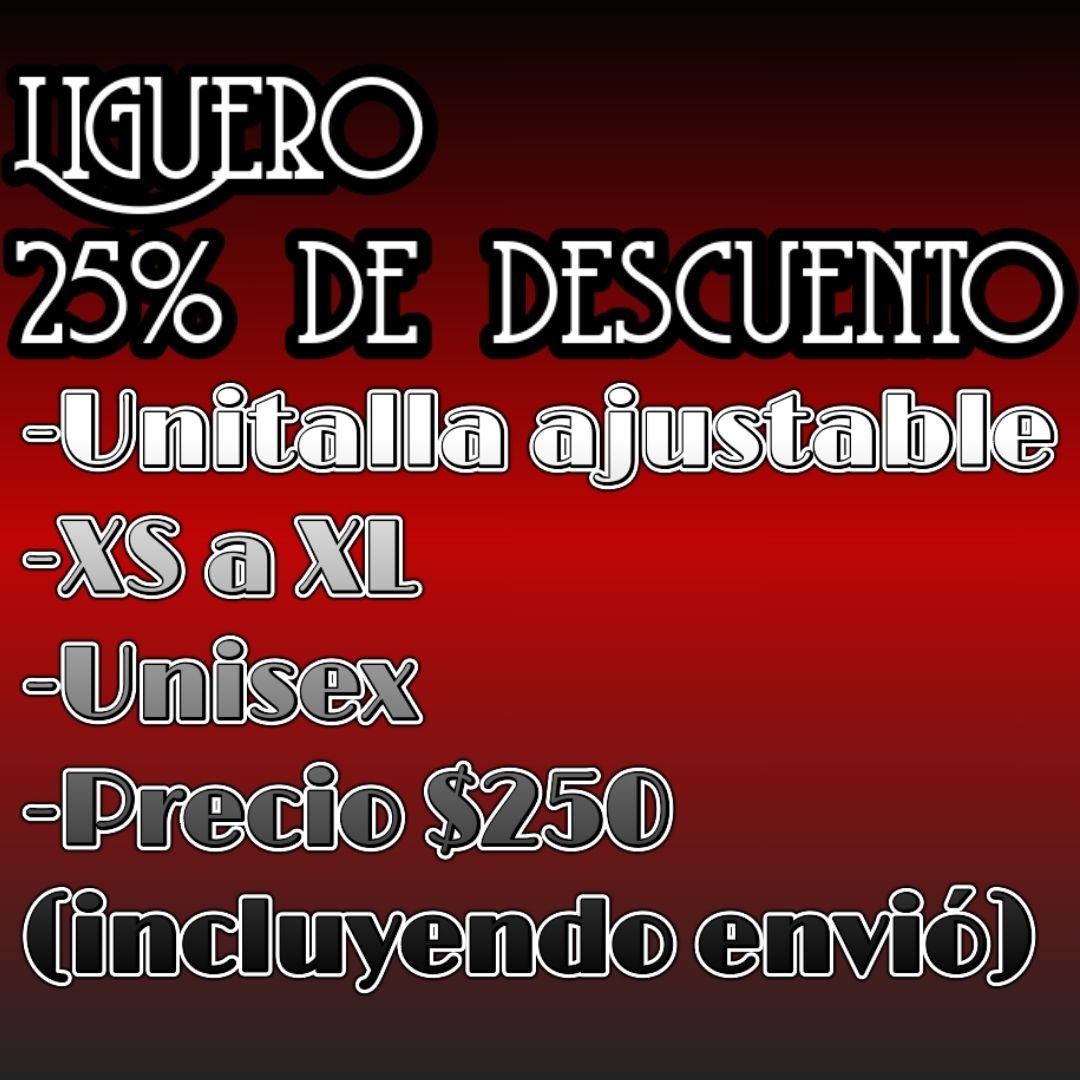 LIGUERO
25% DE DESCUENTO
-Unitalla ajustable
-XS a XL
-Unisex
-Precio $250
(incluyendo envió)